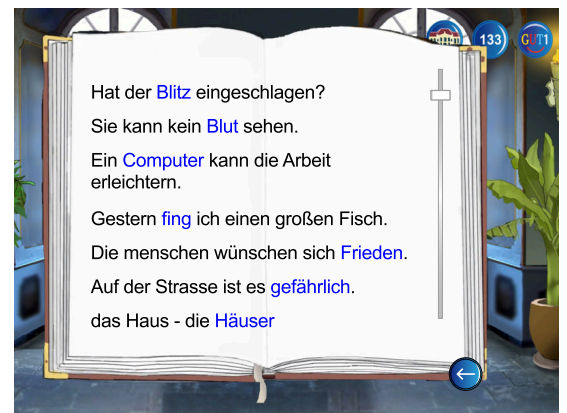 133
GUT1
Hat der Blitz eingeschlagen?
Sie kann kein Blut sehen.
Ein Computer kann die Arbeit
erleichtern.
Gestern fing ich einen großen Fisch.
Die menschen wünschen sich Frieden.
Auf der Strasse ist es gefährlich.
das Haus - die Häuser